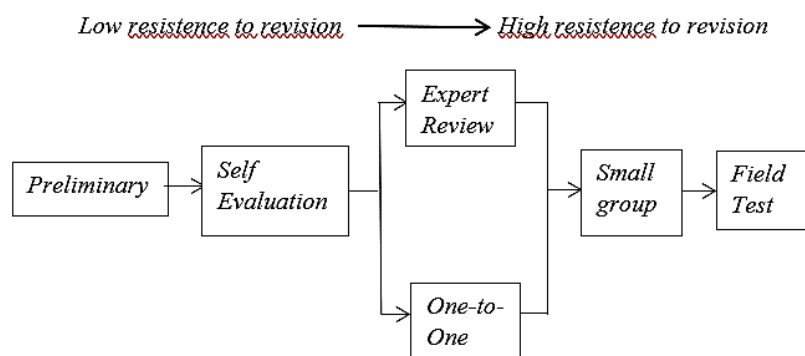 Low resistence to revision
High resistence to revision
Expert
Review
Preliminary
Self
Evaluation
Small
group
Field
Test
One-to-
One